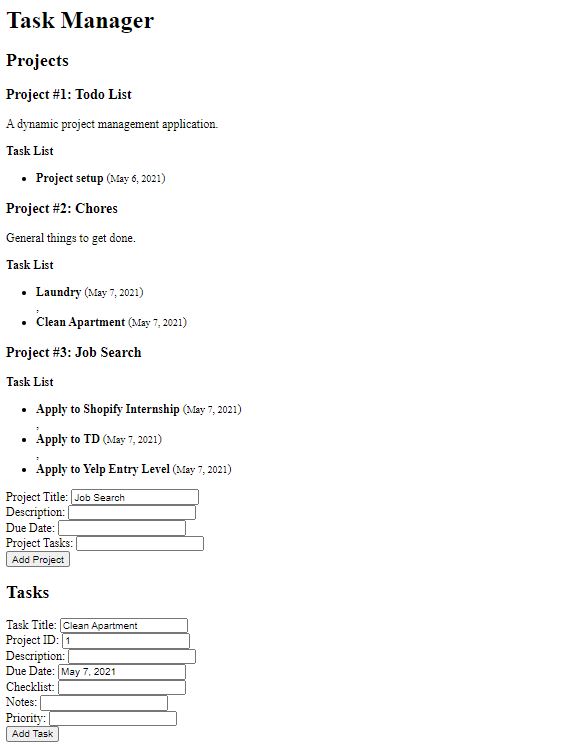 Task Manager
Projects
Project #1: Todo List
A dynamic project management application.
Task List
• Project setup (May 6, 2021)
Project #2: Chores
General things to get done.
Task List
• Laundry (May 7, 2021)
,
• Clean Apartment (May 7, 2021)
Project #3: Job Search
Task List
• Apply to Shopify Internship (May 7, 2021)
,
• Apply to TD (May 7, 2021)
,
• Apply to Yelp Entry Level (May 7, 2021)
Project Title: Job Search
Description:
Due Date:
Project Tasks:
Add Project
Tasks
Task Title: Clean Apartment
Project ID: 1
Description:
Due Date: May 7, 2021
Checklist:
Notes:
Priority:
Add Task